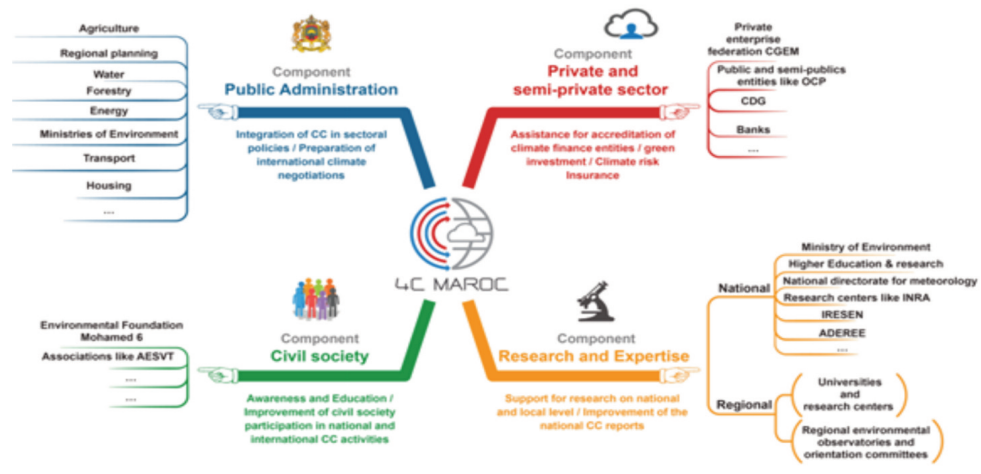 Agriculture
Regional planning
Water
Forestry
Energy
Ministries of Environment
Transport
Housing
....
Component
Public Administration
Integration of CC in sectoral
policies / Preparation of
international climate
negotiations
Component
Private and
semi-private sector
Assistance for accreditation of
climate finance entities / green
investment / Climate risk
Insurance
Private
enterprise
federation CGEM
Public and semi-publics
entities like OCP
CDG
Banks
....
4C MAROC
Environmental Foundation
Mohamed 6
Associations like AESVT
....
....
Component
Civil society
Awareness and Education /
Improvement of civil society
participation in national and
international CC activities
Component
Research and Expertise
Support for research on national
and local level / Improvement of the
national CC reports
National
Ministry of Environment
Higher Education & research
National directorate for meteorology
Research centers like INRA
IRESEN
ADEREE
....
Regional
Universities
and
research centers
Regional environmental
observatories and
orientation committees